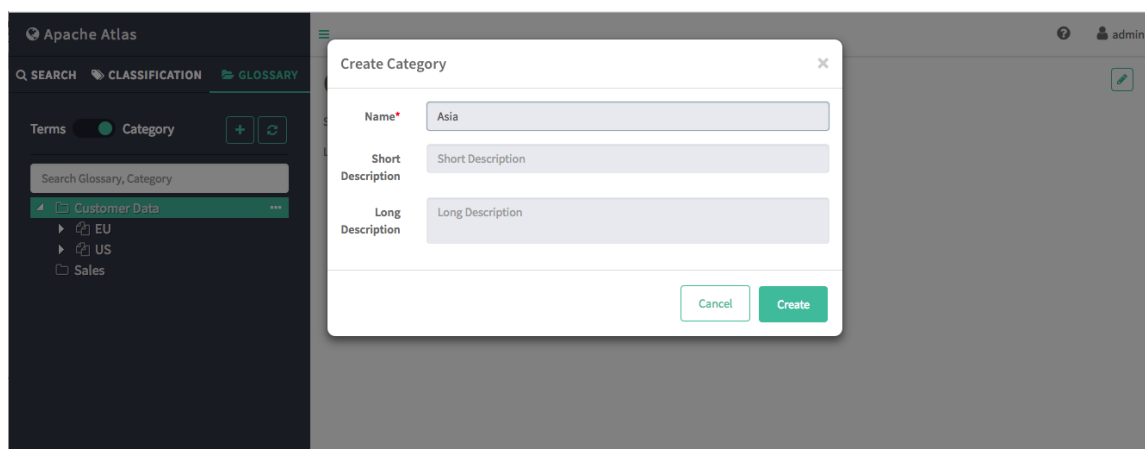 Apache Atlas
admin
SEARCH CLASSIFICATION GLOSSARY
Terms Category
Search Glossary, Category
Customer Data
EU
US
Sales
Create Category
Name*
Asia
Short Description
Short Description
Long Description
Long Description
Cancel
Create